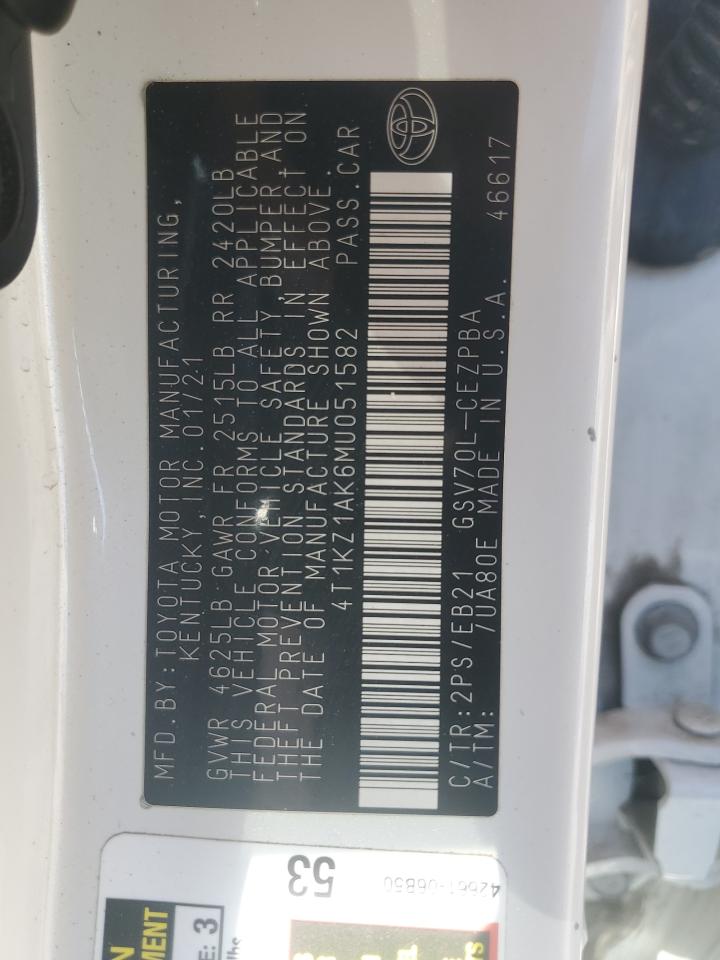 MFD.BY:TOYOTA MOTOR MANUFACTURING,
KENTUCKY, INC.01/21
GVWR 4625LB GAWR FR 2515LB RR 2420LB
THIS VEHICLE CONFORMS TO ALL APPLICABLE
FEDERAL MOTOR VEHICLE SAFETY, BUMPER, AND
THEFT PREVENTION STANDARDS IN EFFECT ON
THE DATE OF MANUFACTURE SHOWN ABOVE.
4T1KZ1AK6MU051582 PASS.CAR
C/TR:2PS/EB21 GSV70L-CEZPBA
A/TM: 7UA80E MADE IN U.S.A. 46617
53
42661-06B50
E: 3